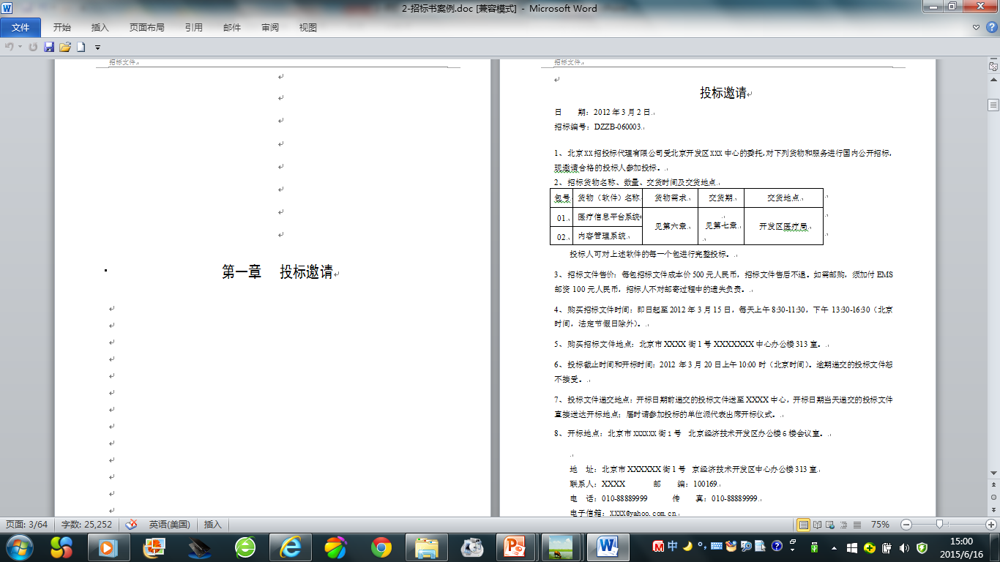 2-招标书案例.doc [兼容模式] - Microsoft Word
文件 开始 插入 页面布局 引用 邮件 审阅 视图
招标文件
第一章 投标邀请
招标文件
投标邀请
日 期：2012 年 3 月 2 日
招标编号：DZZB-060003
1、 北京 XX 招投标代理有限公司受北京开发区 XXX 中心的委托，对下列货物和服务进行国内公开招标，
现邀请合格的投标人参加投标。
2、 招标货物名称、数量、交货时间及交货地点
包号 货物（软件）名称 货物需求 交货期 交货地点
01 医疗信息平台系统 见第六章 见第七章 开发区医疗局
02 内容管理系统
投标人可对上述软件的每一个包进行完整投标。
3、 招标文件售价：每包招标文件成本价 500 元人民币，招标文件售后不退。如需邮购，须加付 EMS
邮资 100 元人民币，招标人不对邮寄过程中的遗失负责。
4、 购买招标文件时间：即日起至 2012 年 3 月 15 日，每天上午 8:30-11:30，下午 13:30-16:30（北京
时间，法定节假日除外）。
5、 购买招标文件地点：北京市 XXXX 街 1 号 XXXXXXX 中心办公楼 313 室。
6、 投标截止时间和开标时间：2012 年 3 月 20 日上午 10:00 时（北京时间）。逾期递交的投标文件恕
不接受。
7、 投标文件递交地点：开标日期前递交的投标文件送至 XXXX 中心，开标日期当天递交的投标文件
直接送达开标地点；届时请参加投标的单位派代表出席开标仪式。
8、 开标地点：北京市 XXXXXX 街 1 号 北京经济技术开发区办公楼 6 楼会议室。
地 址：北京市 XXXXXX 街 1 号 京经济技术开发区中心办公楼 313 室
联系人：XXXX 邮 编：100169
电 话：010-88889999 传 真：010-88889999
电子信箱：XXXX@yahoo.com.cn
页面: 3/64 字数: 25,252 英语(美国) 插入 75%
中
15:00
2015/6/16